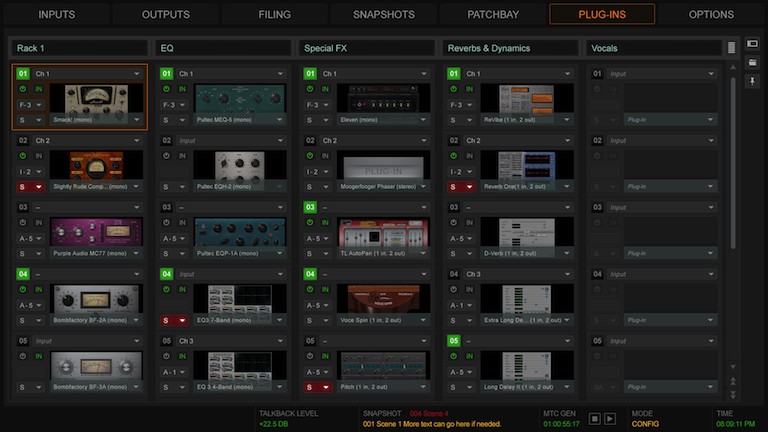 INPUTS OUTPUTS FILING SNAPSHOTS PATCHBAY PLUG-INS OPTIONS
Rack 1 EQ Special FX Reverbs & Dynamics Vocals
01 Ch 1 01 Ch 1 01 Ch 1 01 Ch 1 01 Input
IN IN IN IN IN
F-3 F-3 F-3 F-3
S Smack! (mono) S Pultec MEQ-5 (mono) S Eleven (mono) S ReVibe (1 in, 2 out) S Plug-In
02 Ch 2 02 Input 02 Ch 2 02 Ch 2 02 Input
IN IN IN IN IN
PLUG-IN
I-2 I-2 I-2
S Slightly Rude Comp... (mono) S Pultec EQH-2 (mono) S Moogerfooger Phaser (stereo) S Reverb One(1 in, 2 out) S Plug-In
03 – 03 – 03 – 03 – 03 Input
IN IN IN IN IN
A-5 A-5 A-5 A-5
S Purple Audio MC77 (mono) S Pultec EQP-1A (mono) S TL AutoPan (1 in, 2 out) S D-Verb (1 in, 2 out) S Plug-In
04 – 04 Input 04 – 04 Ch 3 04 Input
IN IN IN IN IN
A-5 A-5 A-1
S Bombfactory BF-2A (mono) S EQ3 7-Band (mono) S Voce Spin (1 in, 2 out) S Extra Long De... (1 in, 2 out) S Plug-In
05 Input 05 Ch 3 05 – 05 – 05 Input
IN IN IN IN IN
A-1 A-5 A-5
S Bombfactory BF-3A (mono) S EQ 3 4-Band (mono) S Pitch (1 in, 2 out) S Long Delay II (1 in, 2 out) Plug-In
TALKBACK LEVEL SNAPSHOT 004 Scene 4 MTC GEN MODE TIME
+22.5 DB 001 Scene 1 More text can go here if needed. 01:00:55:17 CONFIG 08:09:11 PM